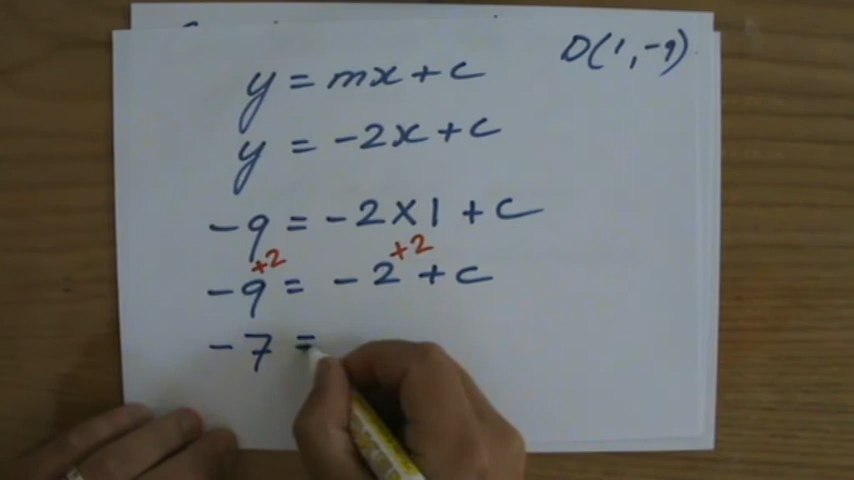 D(1,-9)
y = mx + c
y = -2x + c
-9 = -2 × 1 + c
+2 +2
-9 = -2 + c
-7 =